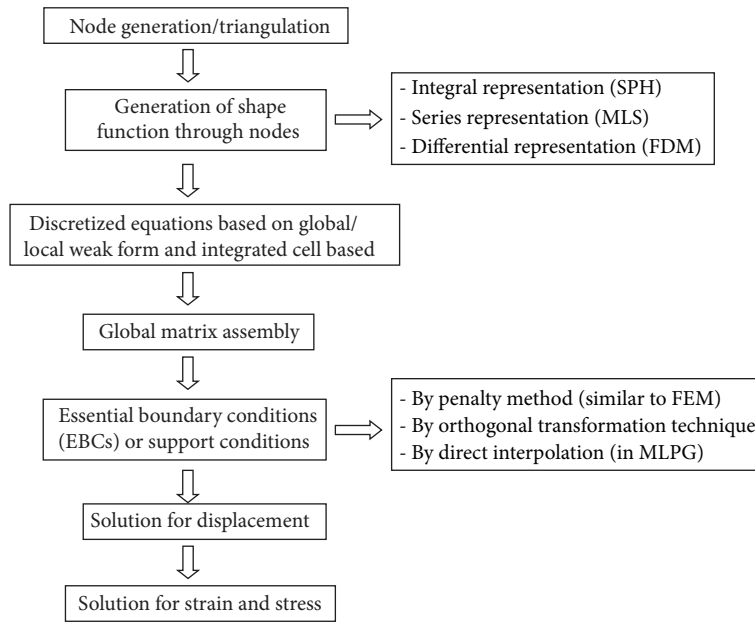 Node generation/triangulation
Generation of shape
function through nodes
- Integral representation (SPH)
- Series representation (MLS)
- Differential representation (FDM)
Discretized equations based on global/
local weak form and integrated cell based
Global matrix assembly
Essential boundary conditions
(EBCs) or support conditions
- By penalty method (similar to FEM)
- By orthogonal transformation technique
- By direct interpolation (in MLPG)
Solution for displacement
Solution for strain and stress